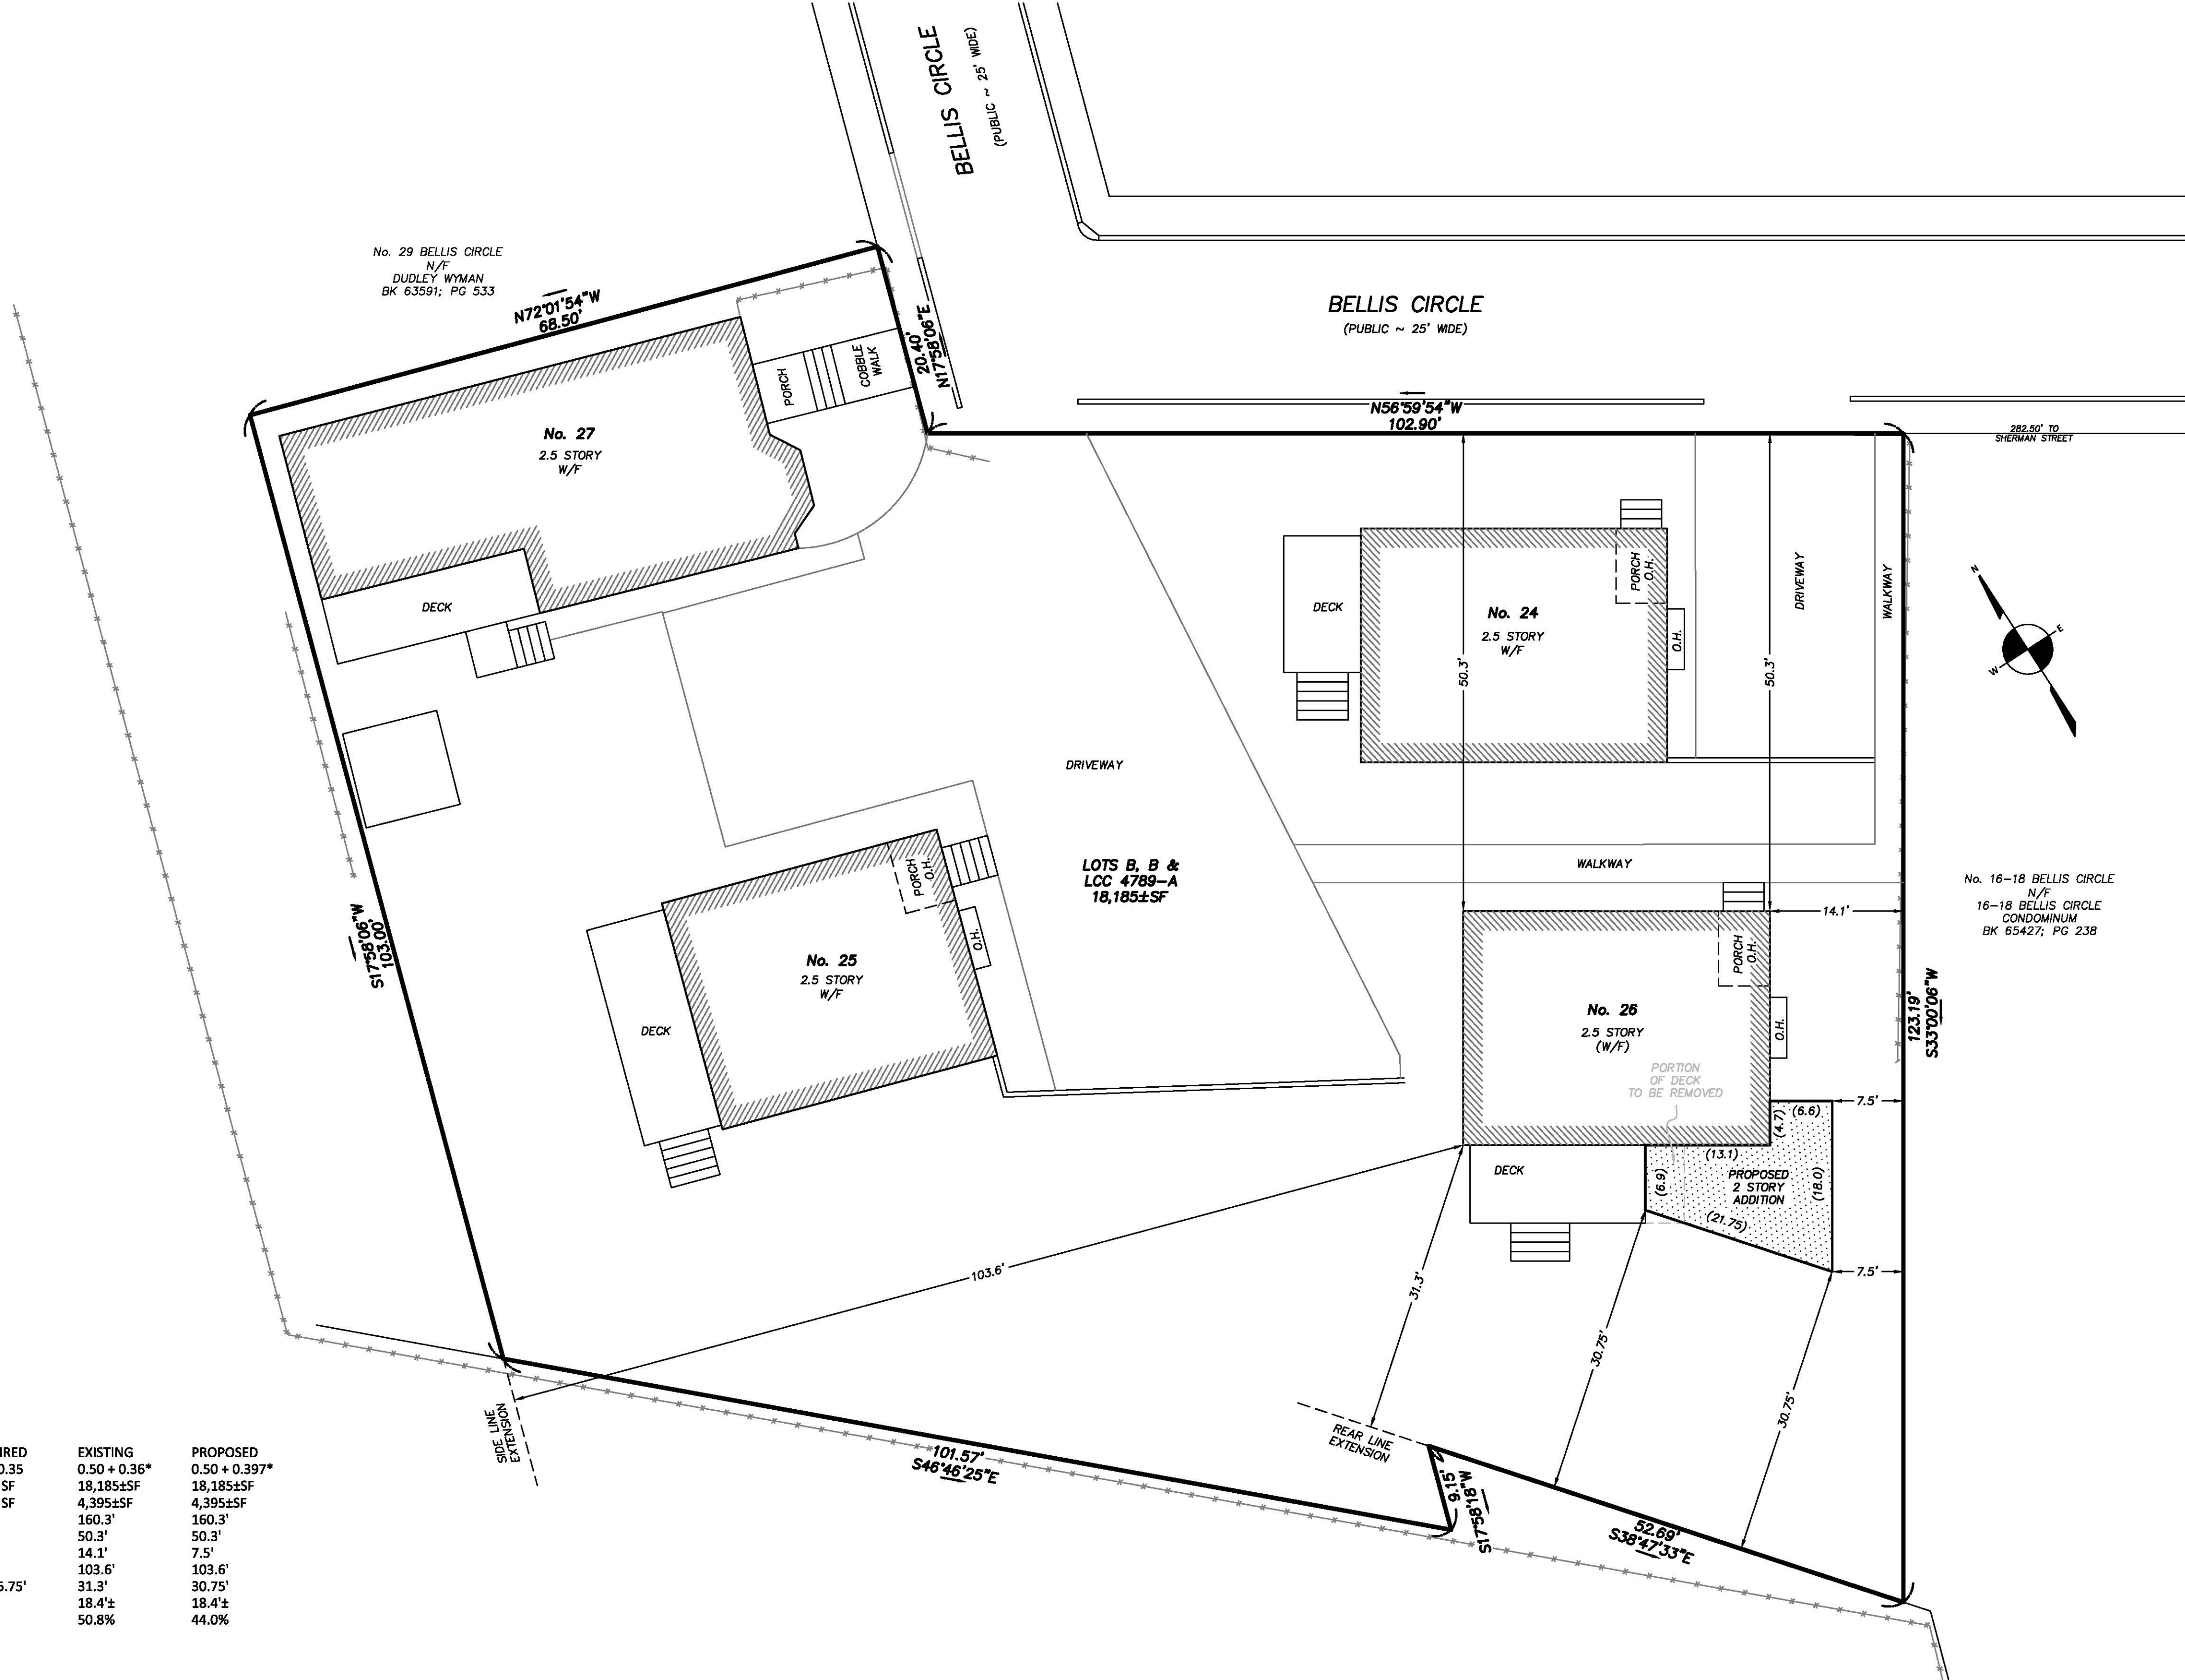 BELLIS CIRCLE
(PUBLIC ~ 25' WIDE)
No. 29 BELLIS CIRCLE
N/F
DUDLEY WYMAN
BK 63591; PG 533
N72°01'54"W
68.50'
20.40'
N17°58'06"E
BELLIS CIRCLE
(PUBLIC ~ 25' WIDE)
N56°59'54"W
102.90'
282.50' TO
SHERMAN STREET
No. 27
2.5 STORY
W/F
PORCH
COBBLE
WALK
DECK
DECK
No. 24
2.5 STORY
W/F
PORCH
O.H.
O.H.
DRIVEWAY
WALKWAY
50.3'
50.3'
N
E
W
DRIVEWAY
WALKWAY
LOTS B, B &
LCC 4789-A
18,185±SF
No. 16-18 BELLIS CIRCLE
N/F
16-18 BELLIS CIRCLE
CONDOMINUM
BK 65427; PG 238
S17°58'06"W
103.00'
No. 25
2.5 STORY
W/F
PORCH
O.H.
O.H.
DECK
14.1'
No. 26
2.5 STORY
(W/F)
PORCH
O.H.
O.H.
PORTION
OF DECK
TO BE REMOVED
123.19'
S33°00'06"W
7.5'
(6.6)
(4.7)
(13.1)
(6.9)
PROPOSED
2 STORY
ADDITION
(18.0)
(21.75)
DECK
7.5'
103.6'
31.3'
30.75'
30.75'
SIDE LINE
EXTENSION
REAR LINE
EXTENSION
101.57'
S46°46'25"E
9.15'
S17°58'18"W
52.69'
S38°47'33"E
IRED EXISTING PROPOSED
0.35 0.50 + 0.36* 0.50 + 0.397*
SF 18,185±SF 18,185±SF
SF 4,395±SF 4,395±SF
160.3' 160.3'
50.3' 50.3'
14.1' 7.5'
103.6' 103.6'
5.75' 31.3' 30.75'
18.4'± 18.4'±
50.8% 44.0%